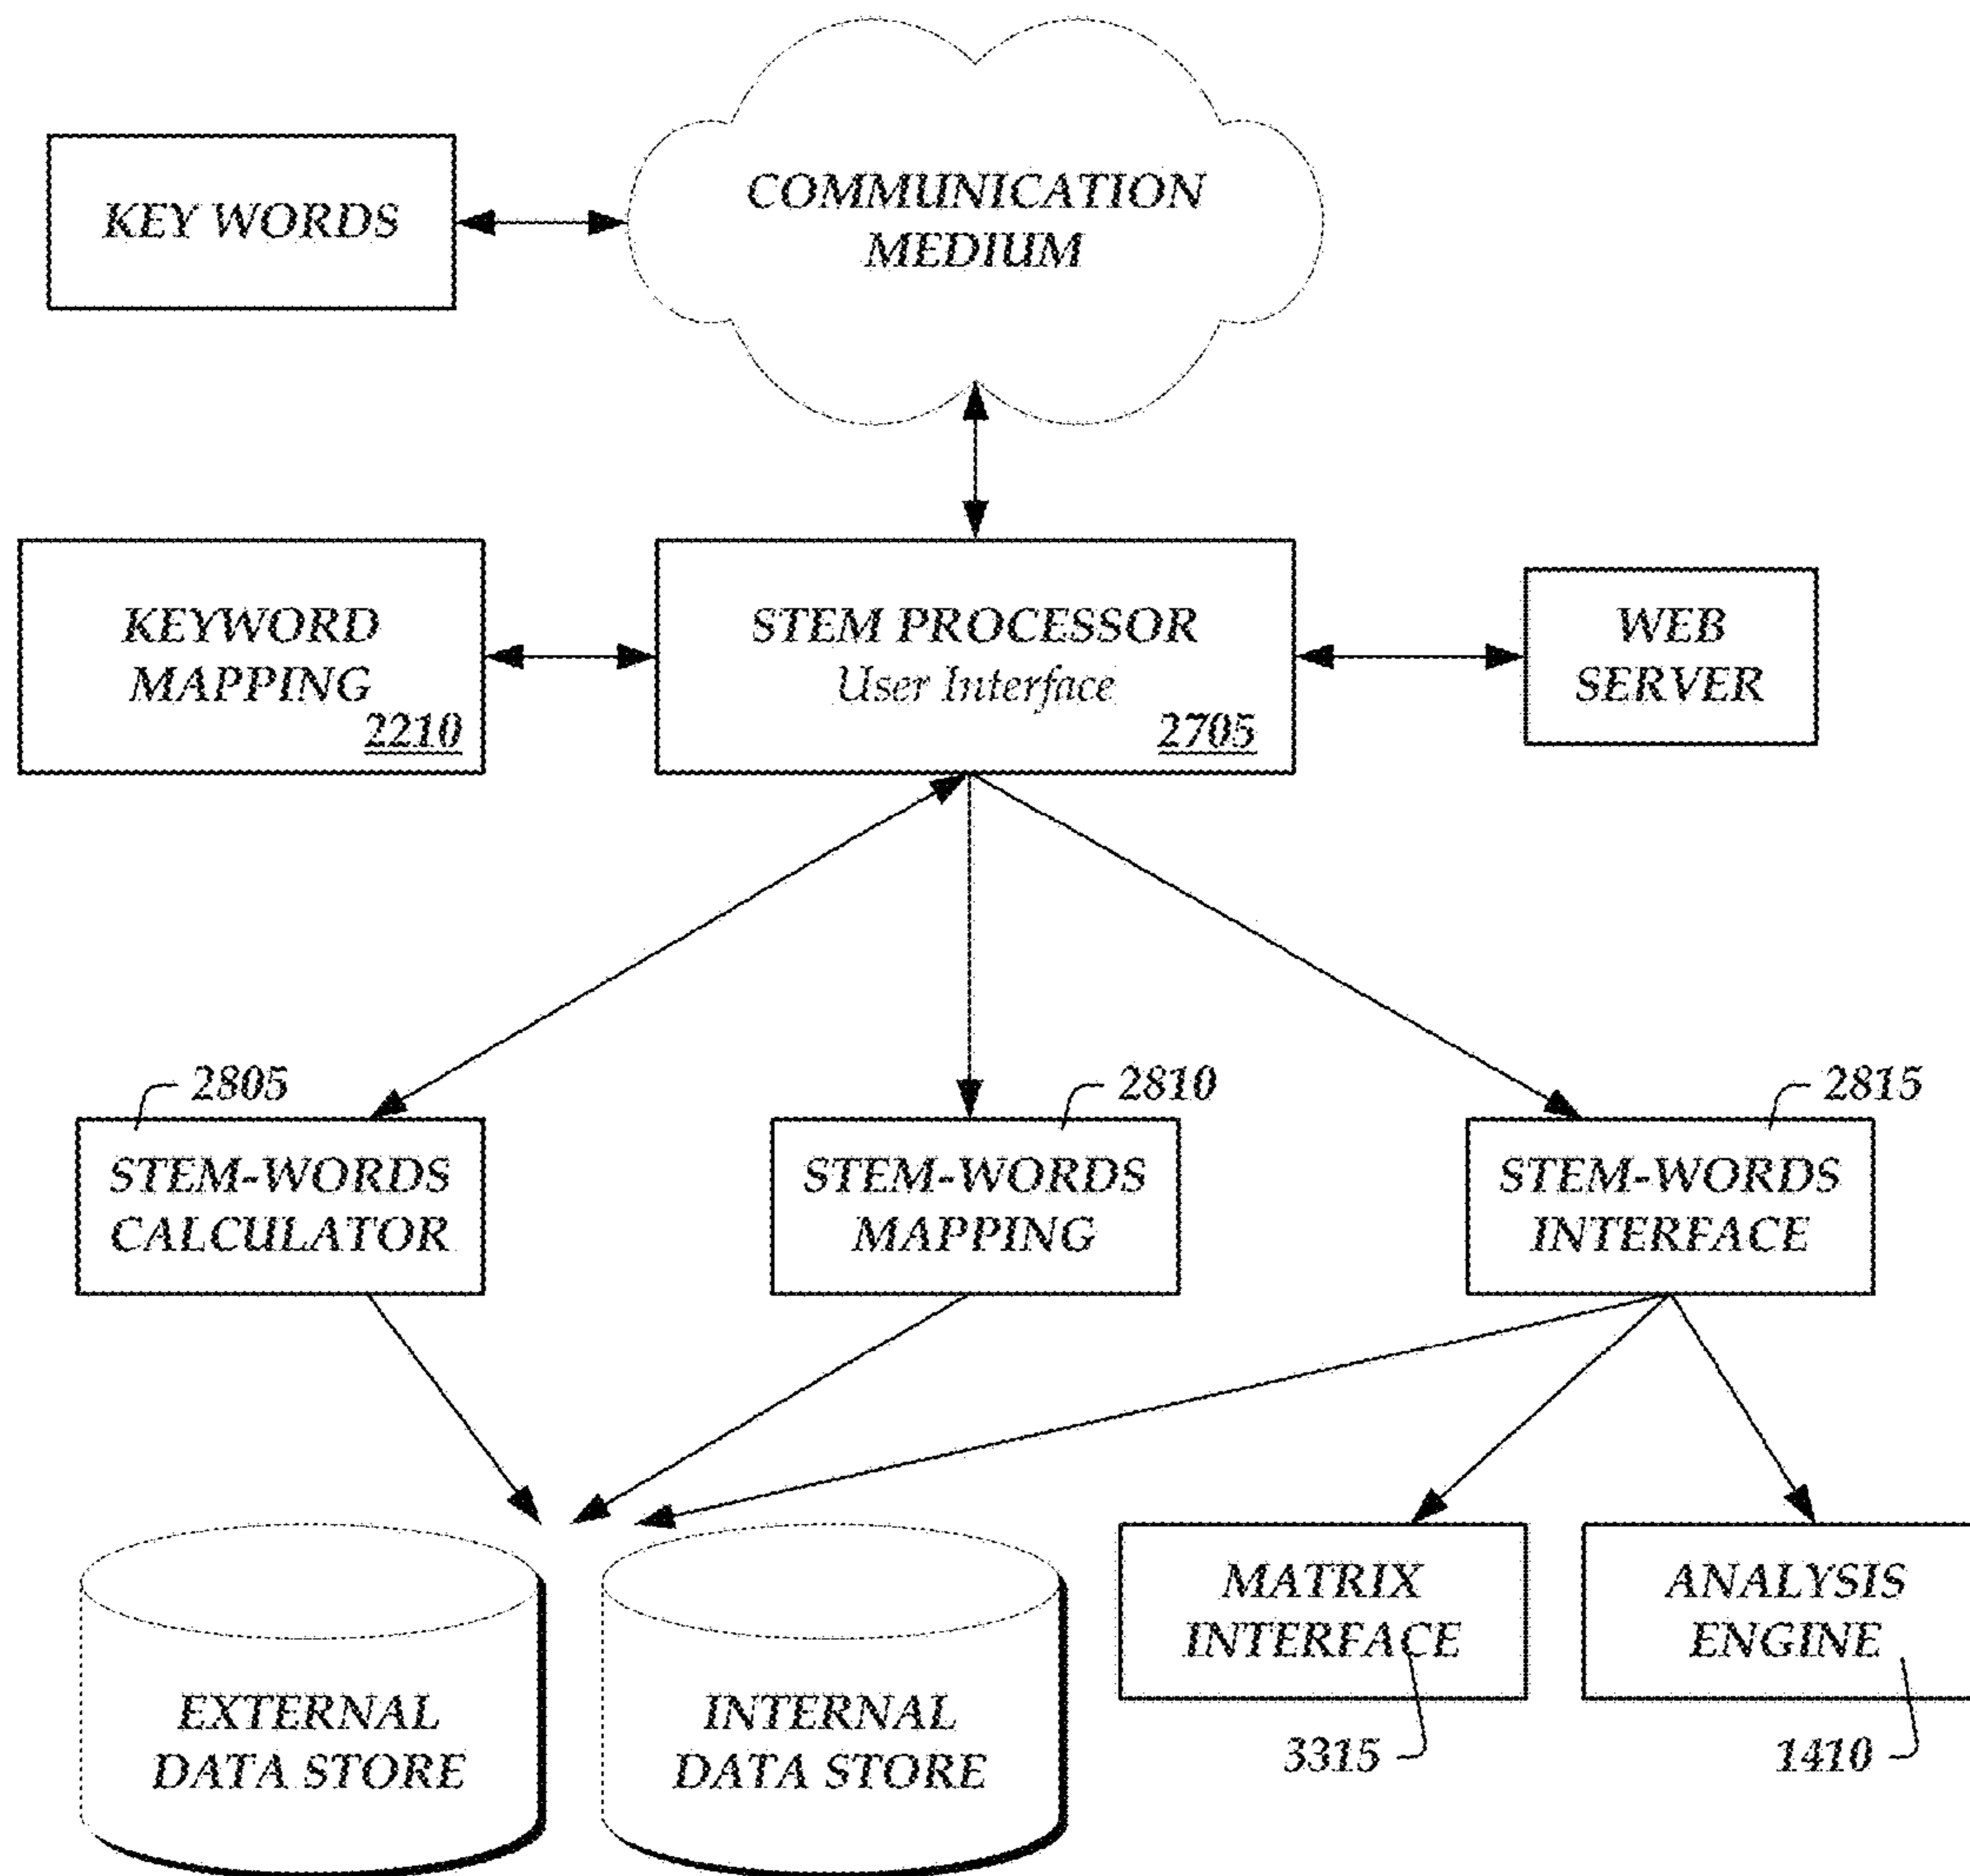 KEY WORDS
COMMUNICATION
MEDIUM
KEYWORD
MAPPING
2210
STEM PROCESSOR
User Interface
2705
WEB
SERVER
2805
STEM-WORDS
CALCULATOR
2810
STEM-WORDS
MAPPING
2815
STEM-WORDS
INTERFACE
EXTERNAL
DATA STORE
INTERNAL
DATA STORE
MATRIX
INTERFACE
3315
ANALYSIS
ENGINE
1410